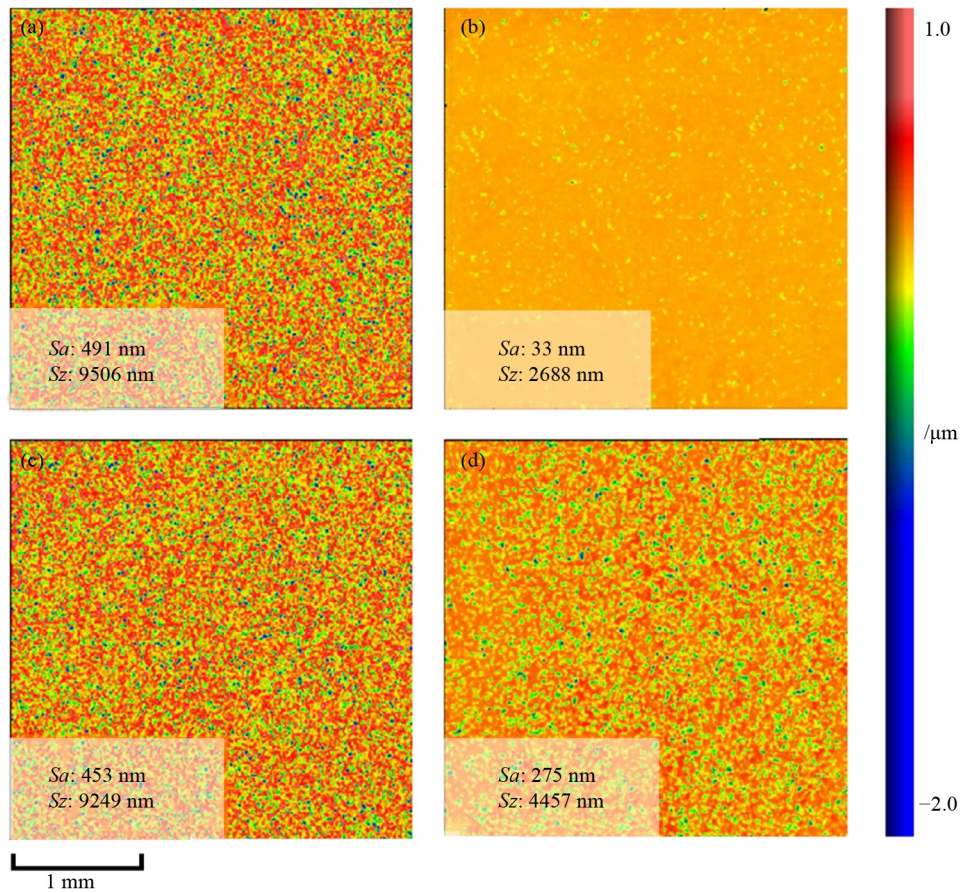 (a)
(b)
1.0
Sa: 491 nm
Sz: 9506 nm
Sa: 33 nm
Sz: 2688 nm
/μm
(c)
(d)
Sa: 453 nm
Sz: 9249 nm
Sa: 275 nm
Sz: 4457 nm
−2.0
1 mm